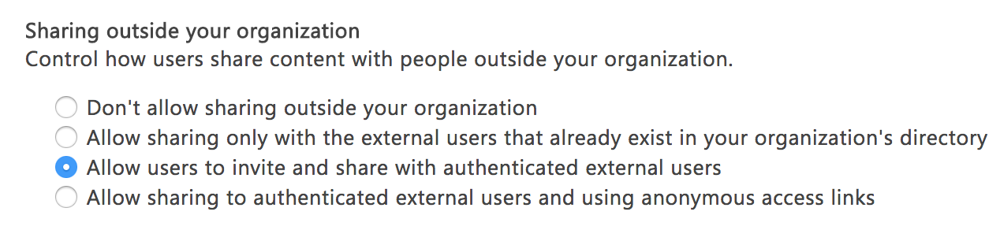 Sharing outside your organization
Control how users share content with people outside your organization.
Don't allow sharing outside your organization
Allow sharing only with the external users that already exist in your organization's directory
Allow users to invite and share with authenticated external users
Allow sharing to authenticated external users and using anonymous access links